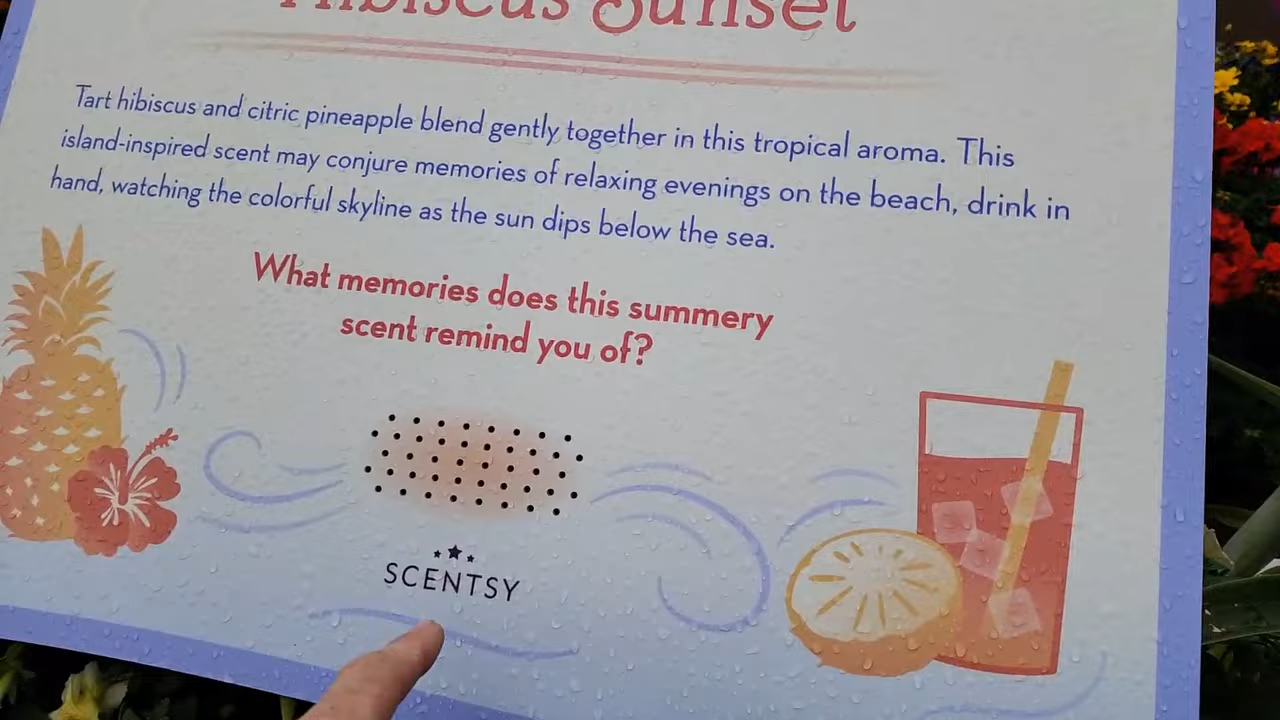 Hibiscus Sunset
Tart hibiscus and citric pineapple blend gently together in this tropical aroma. This
island-inspired scent may conjure memories of relaxing evenings on the beach, drink in
hand, watching the colorful skyline as the sun dips below the sea.
What memories does this summery
scent remind you of?
SCENTSY